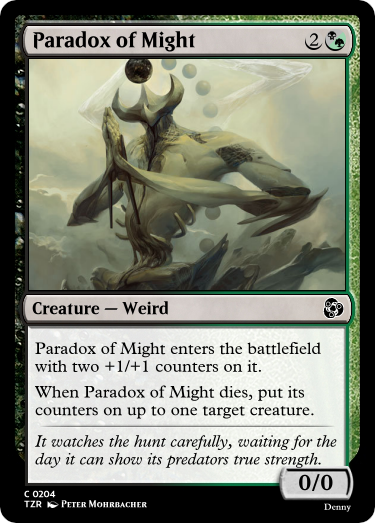 Paradox of Might 2
Creature — Weird
Paradox of Might enters the battlefield
with two +1/+1 counters on it.
When Paradox of Might dies, put its
counters on up to one target creature.
It watches the hunt carefully, waiting for the
day it can show its predators true strength.
0/0
C 0204
TZR Peter Mohrbacher
Denny